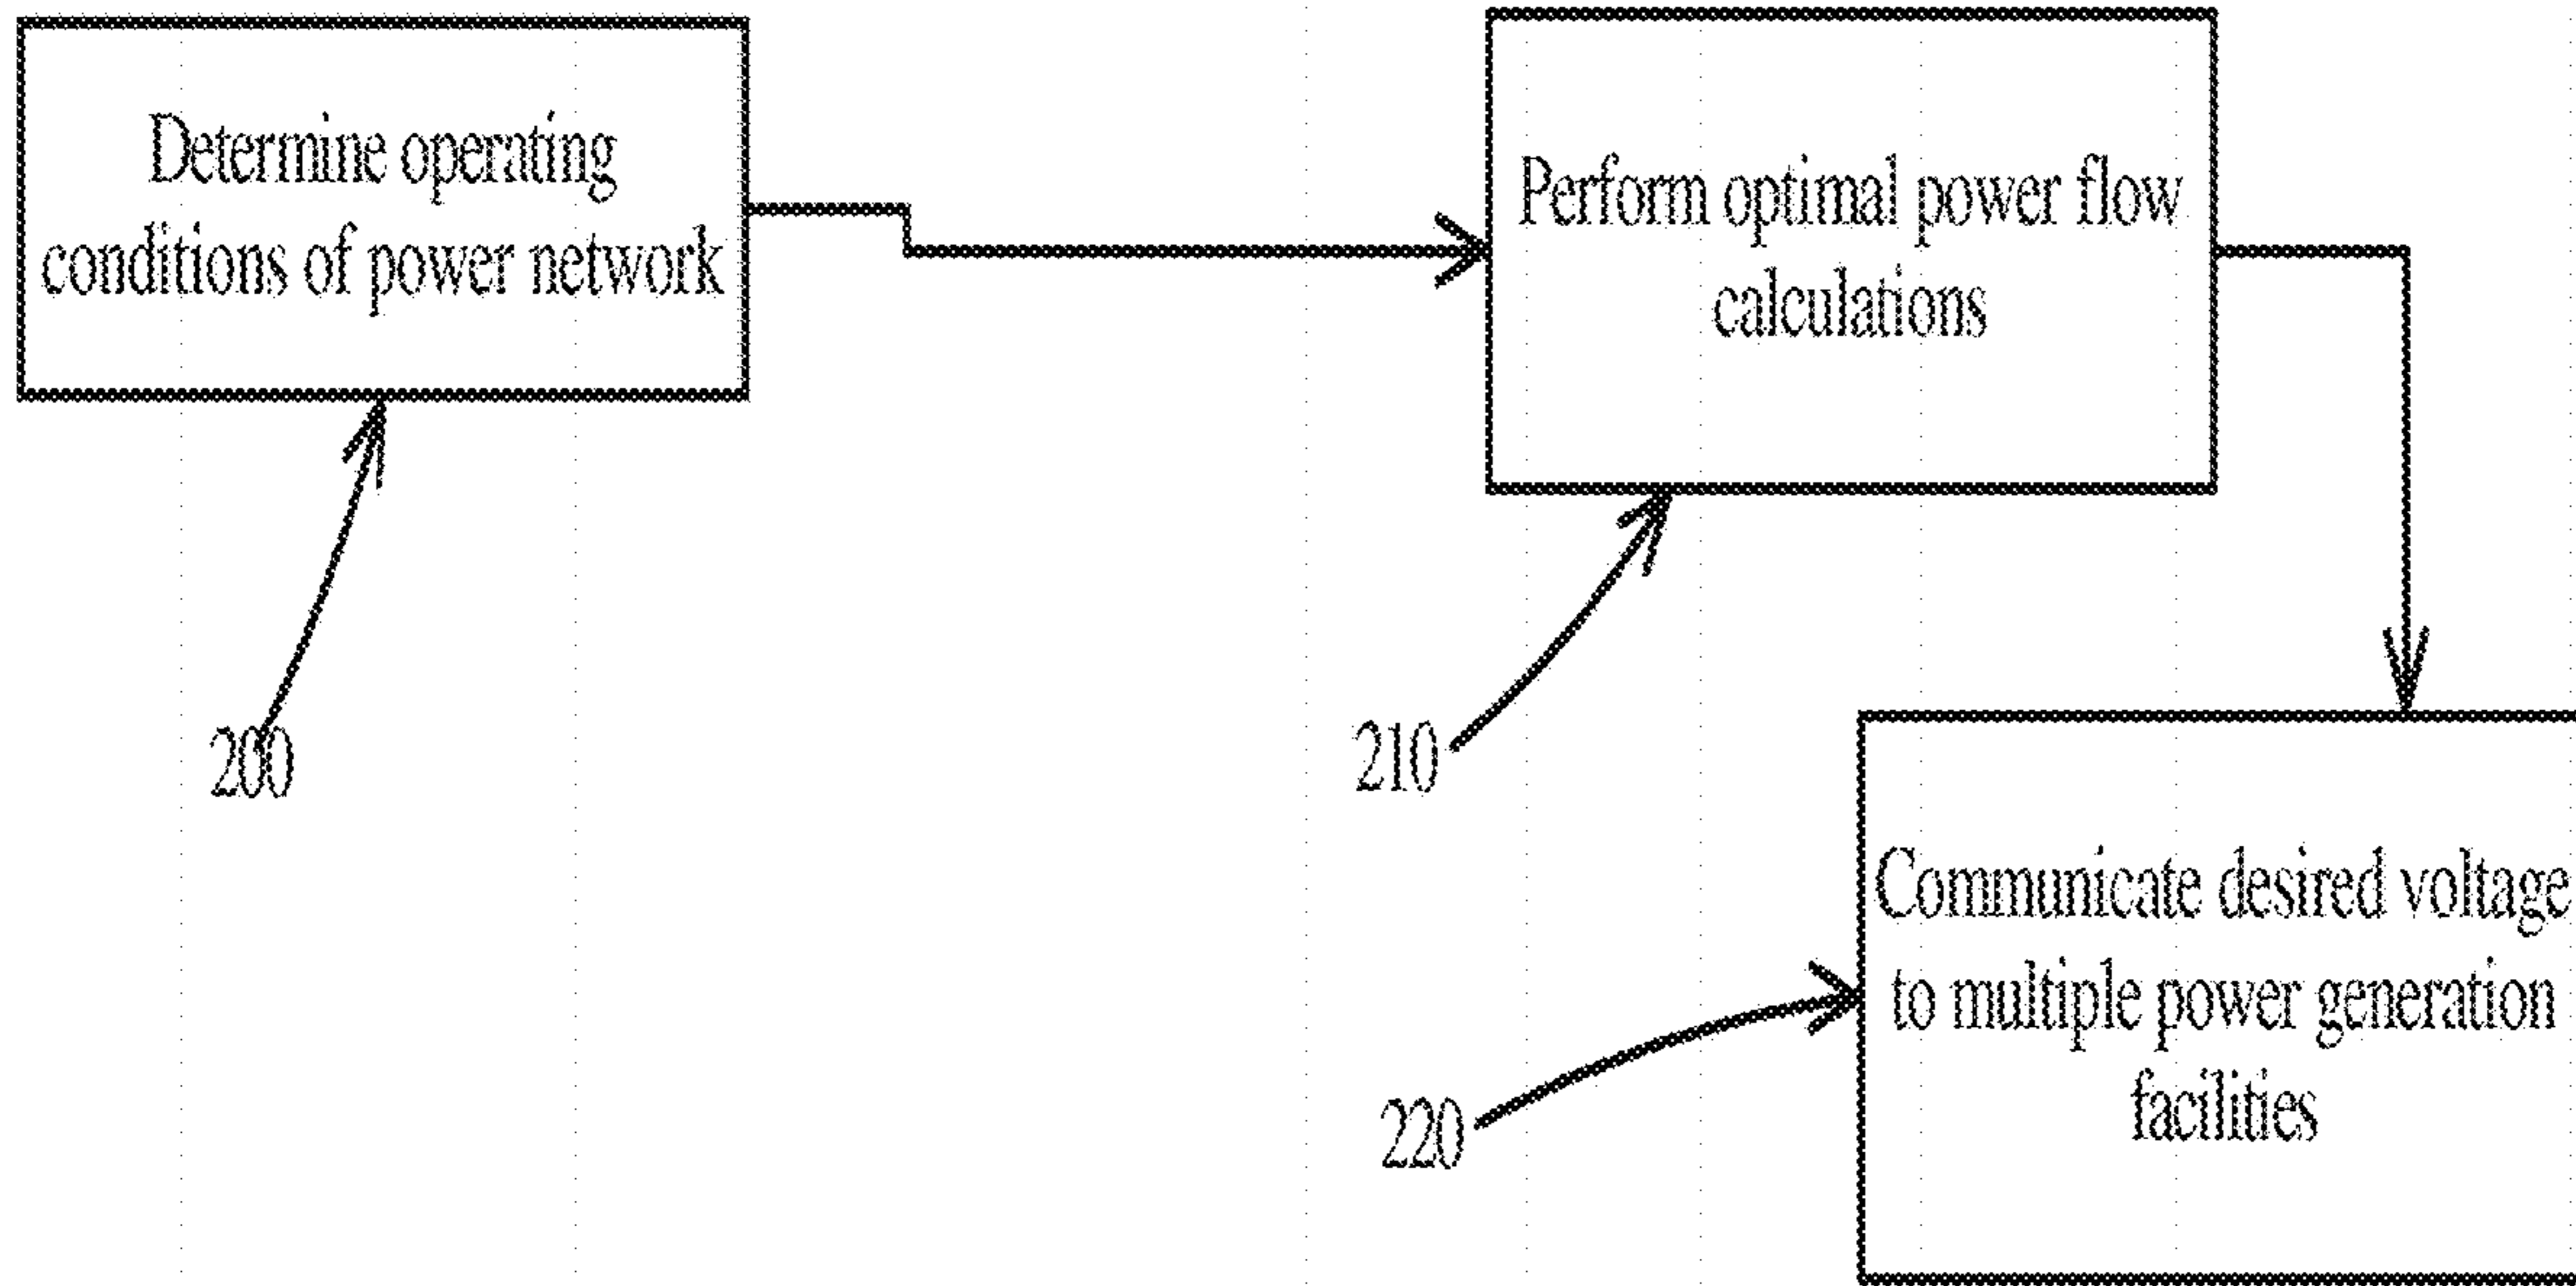 Determine operating
conditions of power network
200
Perform optimal power flow
calculations
210
Communicate desired voltage
to multiple power generation
facilities
220